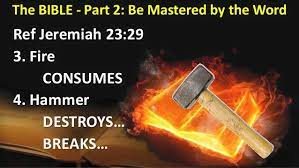 The BIBLE - Part 2: Be Mastered by the Word
Ref Jeremiah 23:29
3. Fire
CONSUMES
4. Hammer
DESTROYS…
BREAKS…